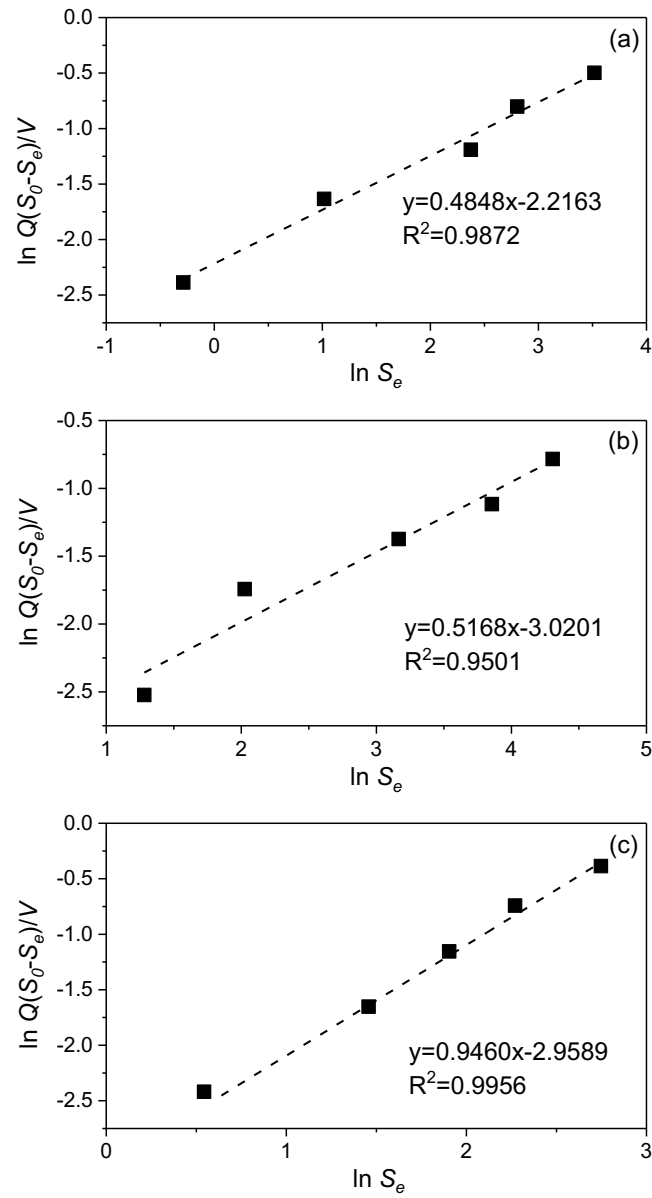 (a)
0.0
-0.5
-1.0
-1.5
-2.0
-2.5
ln Q(S₀-Sₑ)/V
y=0.4848x-2.2163
R²=0.9872
-1 0 1 2 3 4
ln Sₑ
(b)
-0.5
-1.0
-1.5
-2.0
-2.5
ln Q(S₀-Sₑ)/V
y=0.5168x-3.0201
R²=0.9501
1 2 3 4 5
ln Sₑ
(c)
0.0
-0.5
-1.0
-1.5
-2.0
-2.5
ln Q(S₀-Sₑ)/V
y=0.9460x-2.9589
R²=0.9956
0 1 2 3
ln Sₑ